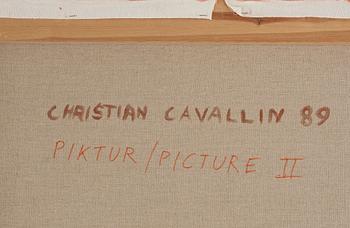 CHRISTIAN CAVALLIN 89
PIKTUR/PICTURE II